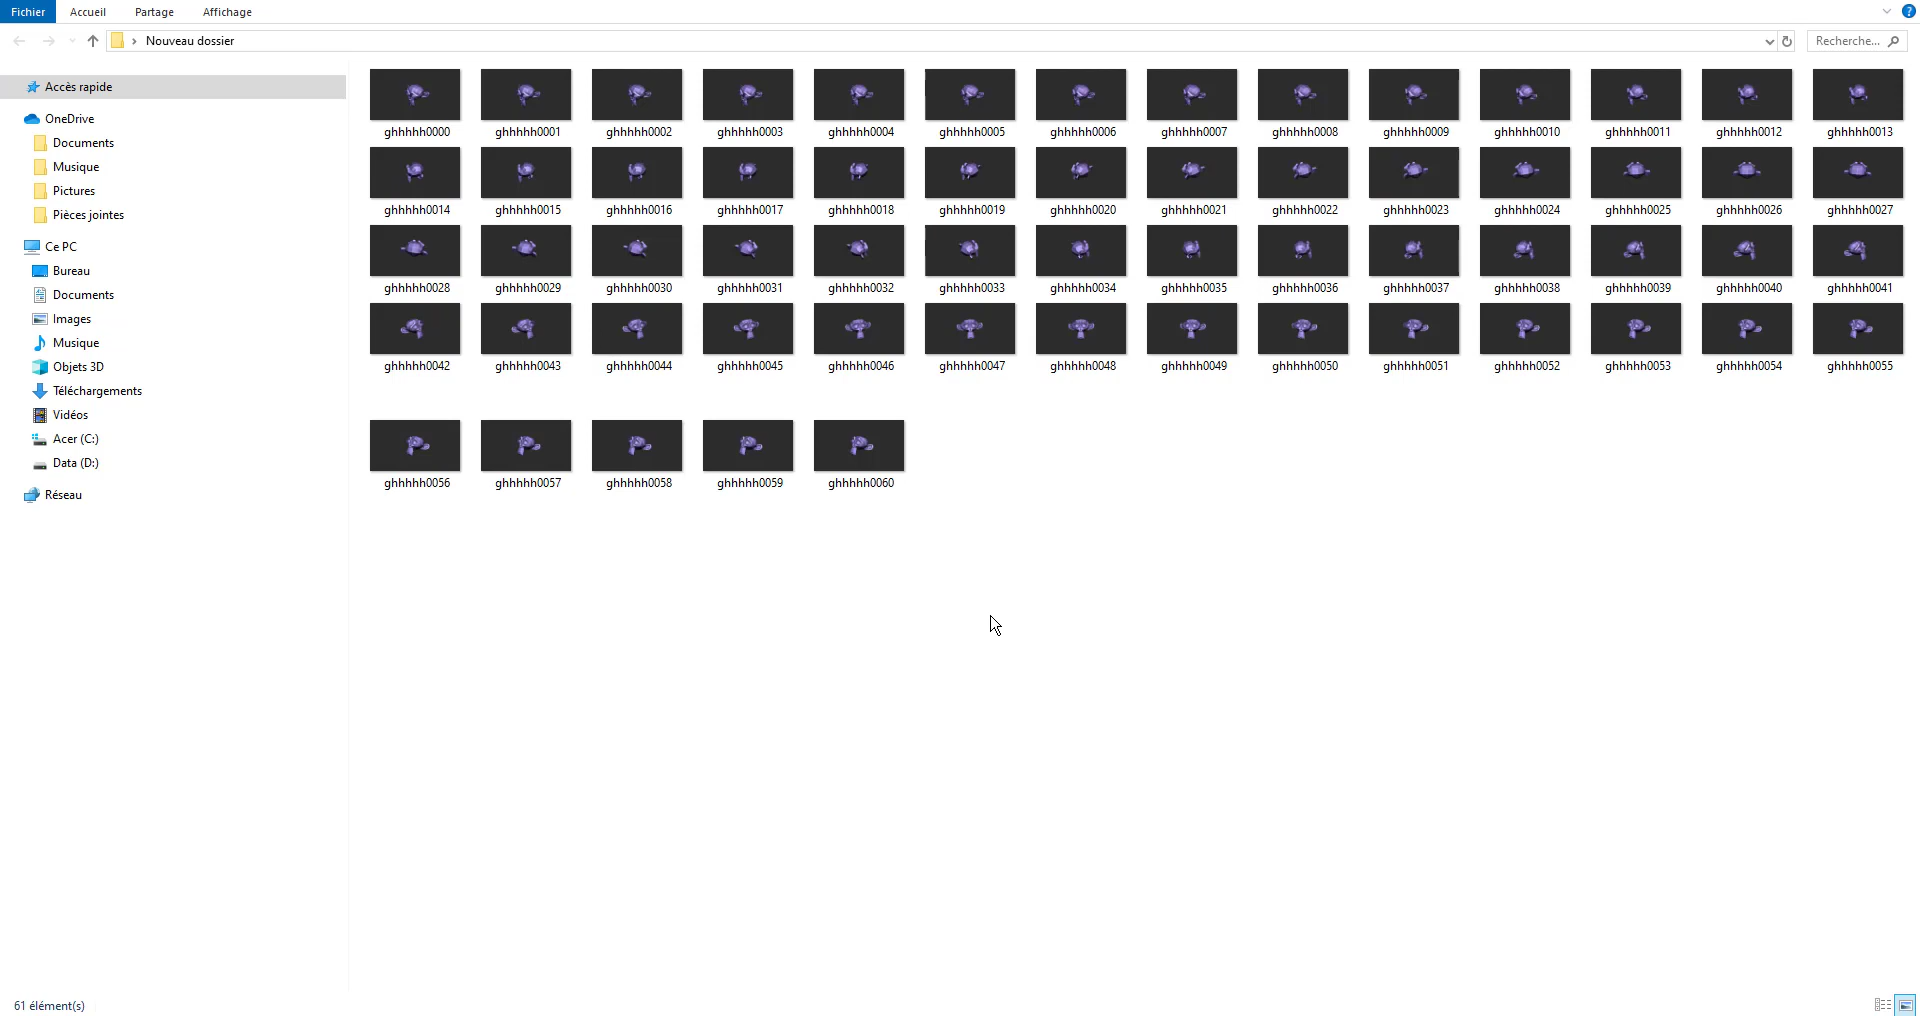 Fichier Accueil Partage Affichage
Nouveau dossier Recherche...
Accès rapide
OneDrive
Documents
Musique
Pictures
Pièces jointes
Ce PC
Bureau
Documents
Images
Musique
Objets 3D
Téléchargements
Vidéos
Acer (C:)
Data (D:)
Réseau
ghhhhh0000 ghhhhh0001 ghhhhh0002 ghhhhh0003 ghhhhh0004 ghhhhh0005 ghhhhh0006 ghhhhh0007 ghhhhh0008 ghhhhh0009 ghhhhh0010 ghhhhh0011 ghhhhh0012 ghhhhh0013
ghhhhh0014 ghhhhh0015 ghhhhh0016 ghhhhh0017 ghhhhh0018 ghhhhh0019 ghhhhh0020 ghhhhh0021 ghhhhh0022 ghhhhh0023 ghhhhh0024 ghhhhh0025 ghhhhh0026 ghhhhh0027
ghhhhh0028 ghhhhh0029 ghhhhh0030 ghhhhh0031 ghhhhh0032 ghhhhh0033 ghhhhh0034 ghhhhh0035 ghhhhh0036 ghhhhh0037 ghhhhh0038 ghhhhh0039 ghhhhh0040 ghhhhh0041
ghhhhh0042 ghhhhh0043 ghhhhh0044 ghhhhh0045 ghhhhh0046 ghhhhh0047 ghhhhh0048 ghhhhh0049 ghhhhh0050 ghhhhh0051 ghhhhh0052 ghhhhh0053 ghhhhh0054 ghhhhh0055
ghhhhh0056 ghhhhh0057 ghhhhh0058 ghhhhh0059 ghhhhh0060
61 élément(s)